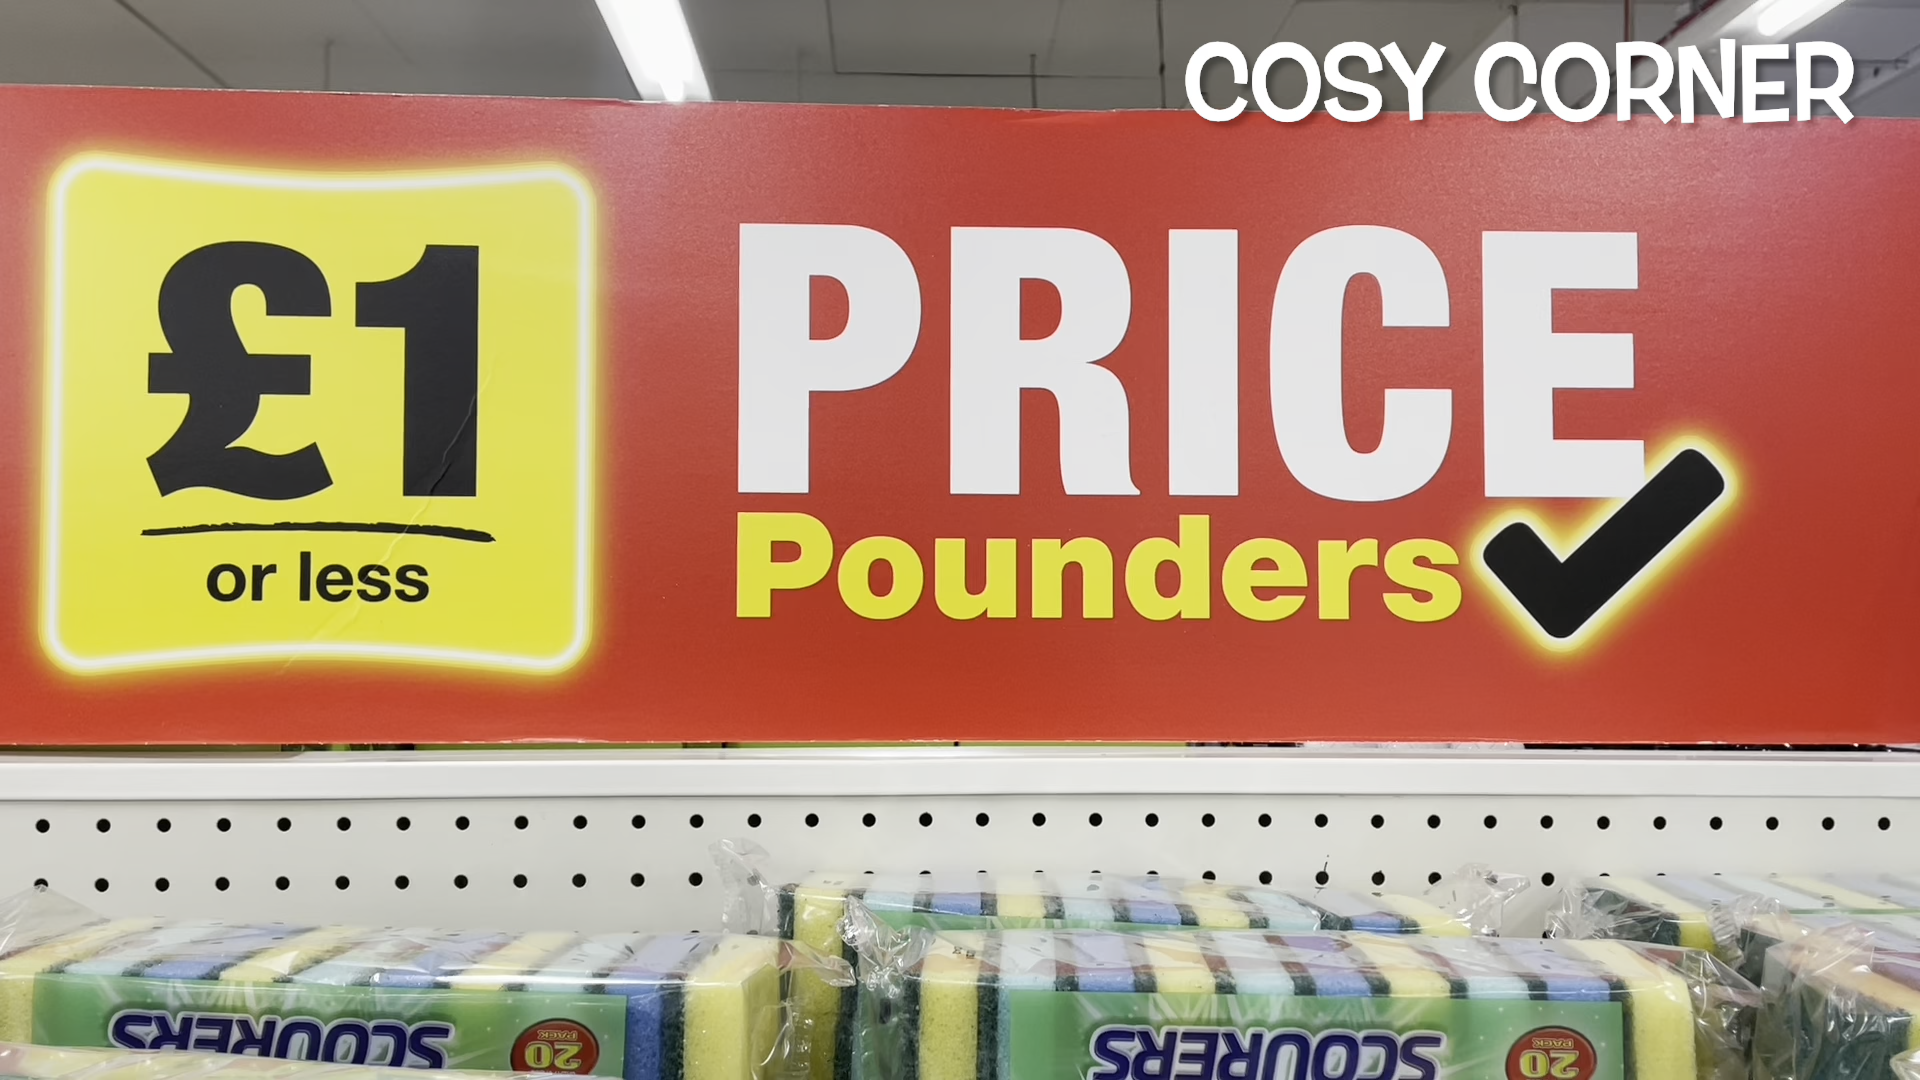 COSY CORNER
£1
or less
PRICE
Pounders
SCOURERS
20
PACK
SCOURERS
20
PACK